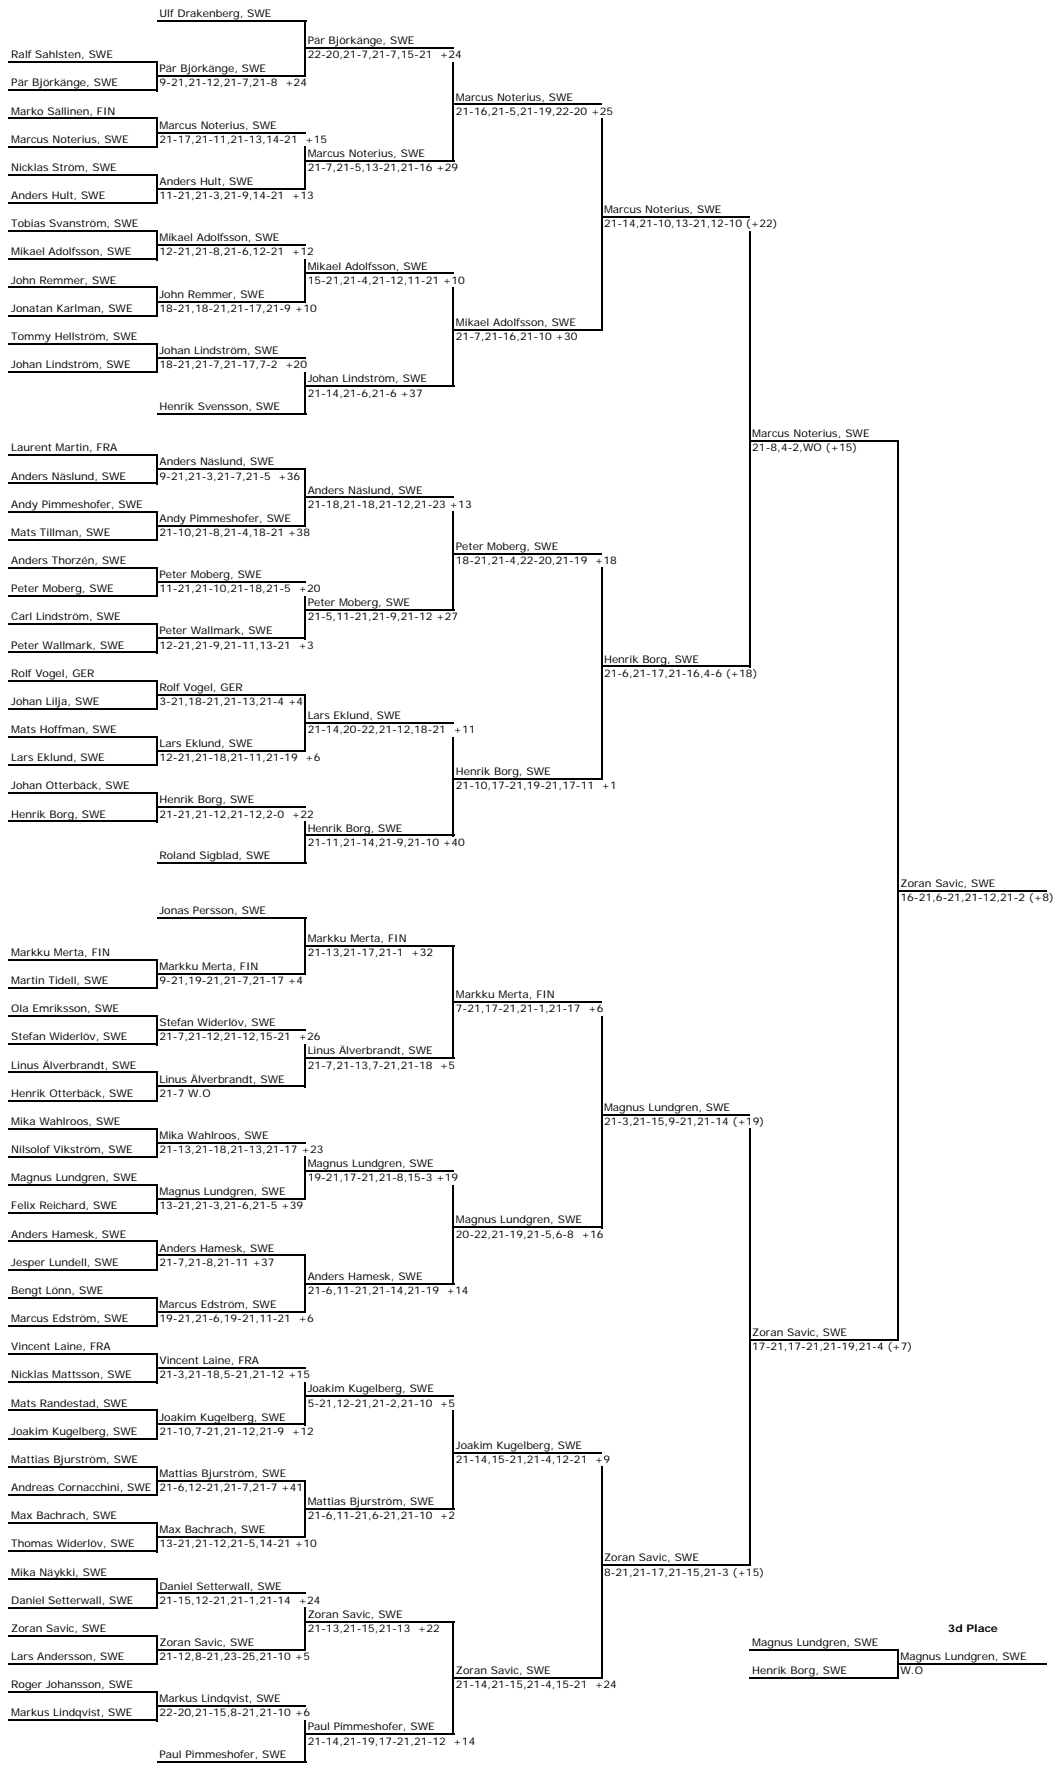 Ulf Drakenberg, SWE
Pär Björkänge, SWE
22-20,21-7,21-7,15-21 +24
Ralf Sahlsten, SWE
Pär Björkänge, SWE
9-21,21-12,21-7,21-8 +24
Pär Björkänge, SWE
Marcus Noterius, SWE
21-16,21-5,21-19,22-20 +25
Marko Sällinen, FIN
Marcus Noterius, SWE
21-17,21-11,21-13,14-21 +15
Marcus Noterius, SWE
Marcus Noterius, SWE
21-7,21-5,13-21,21-16 +29
Nicklas Ström, SWE
Anders Hult, SWE
11-21,21-3,21-9,14-21 +13
Anders Hult, SWE
Marcus Noterius, SWE
21-14,21-10,13-21,12-10 (+22)
Tobias Svanström, SWE
Mikael Adolfsson, SWE
12-21,21-8,21-6,12-21 +12
Mikael Adolfsson, SWE
Mikael Adolfsson, SWE
15-21,21-4,21-12,11-21 +10
John Remmer, SWE
John Remmer, SWE
18-21,18-21,21-17,21-9 +10
Jonatan Karlman, SWE
Mikael Adolfsson, SWE
21-7,21-16,21-10 +30
Tommy Hellström, SWE
Johan Lindström, SWE
18-21,21-7,21-17,7-2 +20
Johan Lindström, SWE
Johan Lindström, SWE
21-14,21-6,21-6 +37
Henrik Svensson, SWE
Marcus Noterius, SWE
21-8,4-2,WO (+15)
Laurent Martin, FRA
Anders Näslund, SWE
9-21,21-3,21-7,21-5 +36
Anders Näslund, SWE
Anders Näslund, SWE
21-18,21-18,21-12,21-23 +13
Andy Pimmeshofer, SWE
Andy Pimmeshofer, SWE
21-10,21-8,21-4,18-21 +38
Mats Tillman, SWE
Peter Moberg, SWE
18-21,21-4,22-20,21-19 +18
Anders Thorzén, SWE
Peter Moberg, SWE
11-21,21-10,21-18,21-5 +20
Peter Moberg, SWE
Peter Moberg, SWE
21-5,11-21,21-9,21-12 +27
Carl Lindström, SWE
Peter Wallmark, SWE
12-21,21-9,21-11,13-21 +3
Peter Wallmark, SWE
Henrik Borg, SWE
21-6,21-17,21-16,4-6 (+18)
Rolf Vogel, GER
Rolf Vogel, GER
3-21,18-21,21-13,21-4 +4
Johan Lilja, SWE
Lars Eklund, SWE
21-14,20-22,21-12,18-21 +11
Mats Hoffman, SWE
Lars Eklund, SWE
12-21,21-18,21-11,21-19 +6
Lars Eklund, SWE
Henrik Borg, SWE
21-10,17-21,19-21,17-11 +1
Johan Otterbäck, SWE
Henrik Borg, SWE
21-21,21-12,21-12,2-0 +22
Henrik Borg, SWE
Henrik Borg, SWE
21-11,21-14,21-9,21-10 +40
Roland Sigblad, SWE
Zoran Savic, SWE
16-21,6-21,21-12,21-2 (+8)
Jonas Persson, SWE
Markku Merta, FIN
21-13,21-17,21-1 +32
Markku Merta, FIN
Markku Merta, FIN
9-21,19-21,21-7,21-17 +4
Martin Tidell, SWE
Markku Merta, FIN
7-21,17-21,21-1,21-17 +6
Ola Emriksson, SWE
Stefan Widerlöv, SWE
21-7,21-12,21-12,15-21 +26
Stefan Widerlöv, SWE
Linus Älverbrandt, SWE
21-7,21-13,7-21,21-18 +5
Linus Älverbrandt, SWE
Linus Älverbrandt, SWE
21-7 W.O
Henrik Otterbäck, SWE
Magnus Lundgren, SWE
21-3,21-15,9-21,21-14 (+19)
Mika Wahlroos, SWE
Mika Wahlroos, SWE
21-13,21-18,21-13,21-17 +23
Nilsolof Vikström, SWE
Magnus Lundgren, SWE
19-21,17-21,21-8,15-3 +19
Magnus Lundgren, SWE
Magnus Lundgren, SWE
13-21,21-3,21-6,21-5 +39
Felix Reichard, SWE
Magnus Lundgren, SWE
20-22,21-19,21-5,6-8 +16
Anders Hamesk, SWE
Anders Hamesk, SWE
21-7,21-8,21-11 +37
Jesper Lundell, SWE
Anders Hamesk, SWE
21-6,11-21,21-14,21-19 +14
Bengt Lönn, SWE
Marcus Edström, SWE
19-21,21-6,19-21,11-21 +6
Marcus Edström, SWE
Zoran Savic, SWE
17-21,17-21,21-19,21-4 (+7)
Vincent Laine, FRA
Vincent Laine, FRA
21-3,21-18,5-21,21-12 +15
Nicklas Mattsson, SWE
Joakim Kugelberg, SWE
5-21,12-21,21-2,21-10 +5
Mats Randestad, SWE
Joakim Kugelberg, SWE
21-10,7-21,21-12,21-9 +12
Joakim Kugelberg, SWE
Joakim Kugelberg, SWE
21-14,15-21,21-4,12-21 +9
Mattias Bjurström, SWE
Mattias Bjurström, SWE
21-6,12-21,21-7,21-7 +41
Andreas Cornacchini, SWE
Mattias Bjurström, SWE
21-6,11-21,6-21,21-10 +2
Max Bachrach, SWE
Max Bachrach, SWE
13-21,21-12,21-5,14-21 +10
Thomas Widerlöv, SWE
Zoran Savic, SWE
8-21,21-17,21-15,21-3 (+15)
Mika Näykki, SWE
Daniel Setterwall, SWE
21-15,12-21,21-1,21-14 +24
Daniel Setterwall, SWE
Zoran Savic, SWE
21-13,21-15,21-13 +22
Zoran Savic, SWE
Zoran Savic, SWE
21-12,8-21,23-25,21-10 +5
Lars Andersson, SWE
Zoran Savic, SWE
21-14,21-15,21-4,15-21 +24
Roger Johansson, SWE
Markus Lindqvist, SWE
22-20,21-15,8-21,21-10 +6
Markus Lindqvist, SWE
Paul Pimmeshofer, SWE
21-14,21-19,17-21,21-12 +14
Paul Pimmeshofer, SWE
3d Place
Magnus Lundgren, SWE
Magnus Lundgren, SWE
W.O
Henrik Borg, SWE